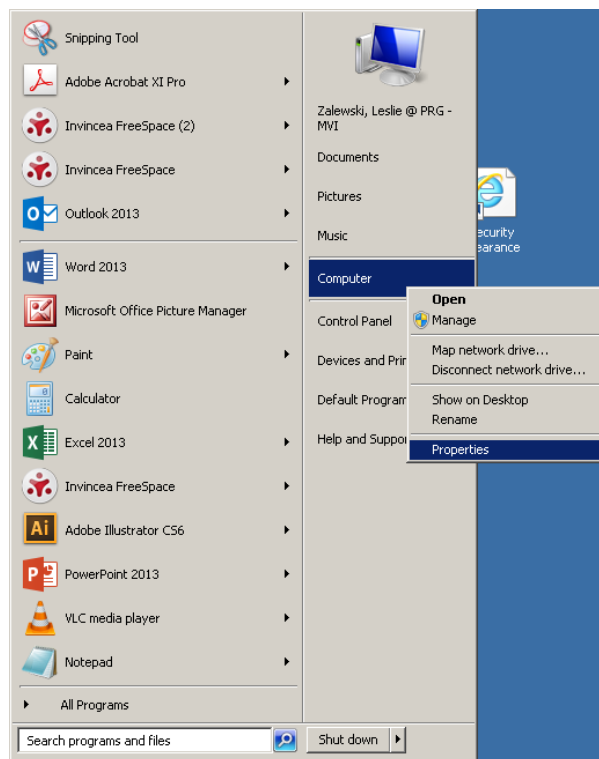 Snipping Tool
Adobe Acrobat XI Pro
Invincea FreeSpace (2)
Invincea FreeSpace
Outlook 2013
Word 2013
Microsoft Office Picture Manager
Paint
Calculator
Excel 2013
Invincea FreeSpace
Adobe Illustrator CS6
PowerPoint 2013
VLC media player
Notepad
All Programs
Search programs and files
Zalewski, Leslie @ PRG -
MVI
Documents
Pictures
Music
Computer
Control Panel
Devices and Prin
Default Program
Help and Suppor
Shut down
Open
Manage
Map network drive...
Disconnect network drive...
Show on Desktop
Rename
Properties
ecurity
earance